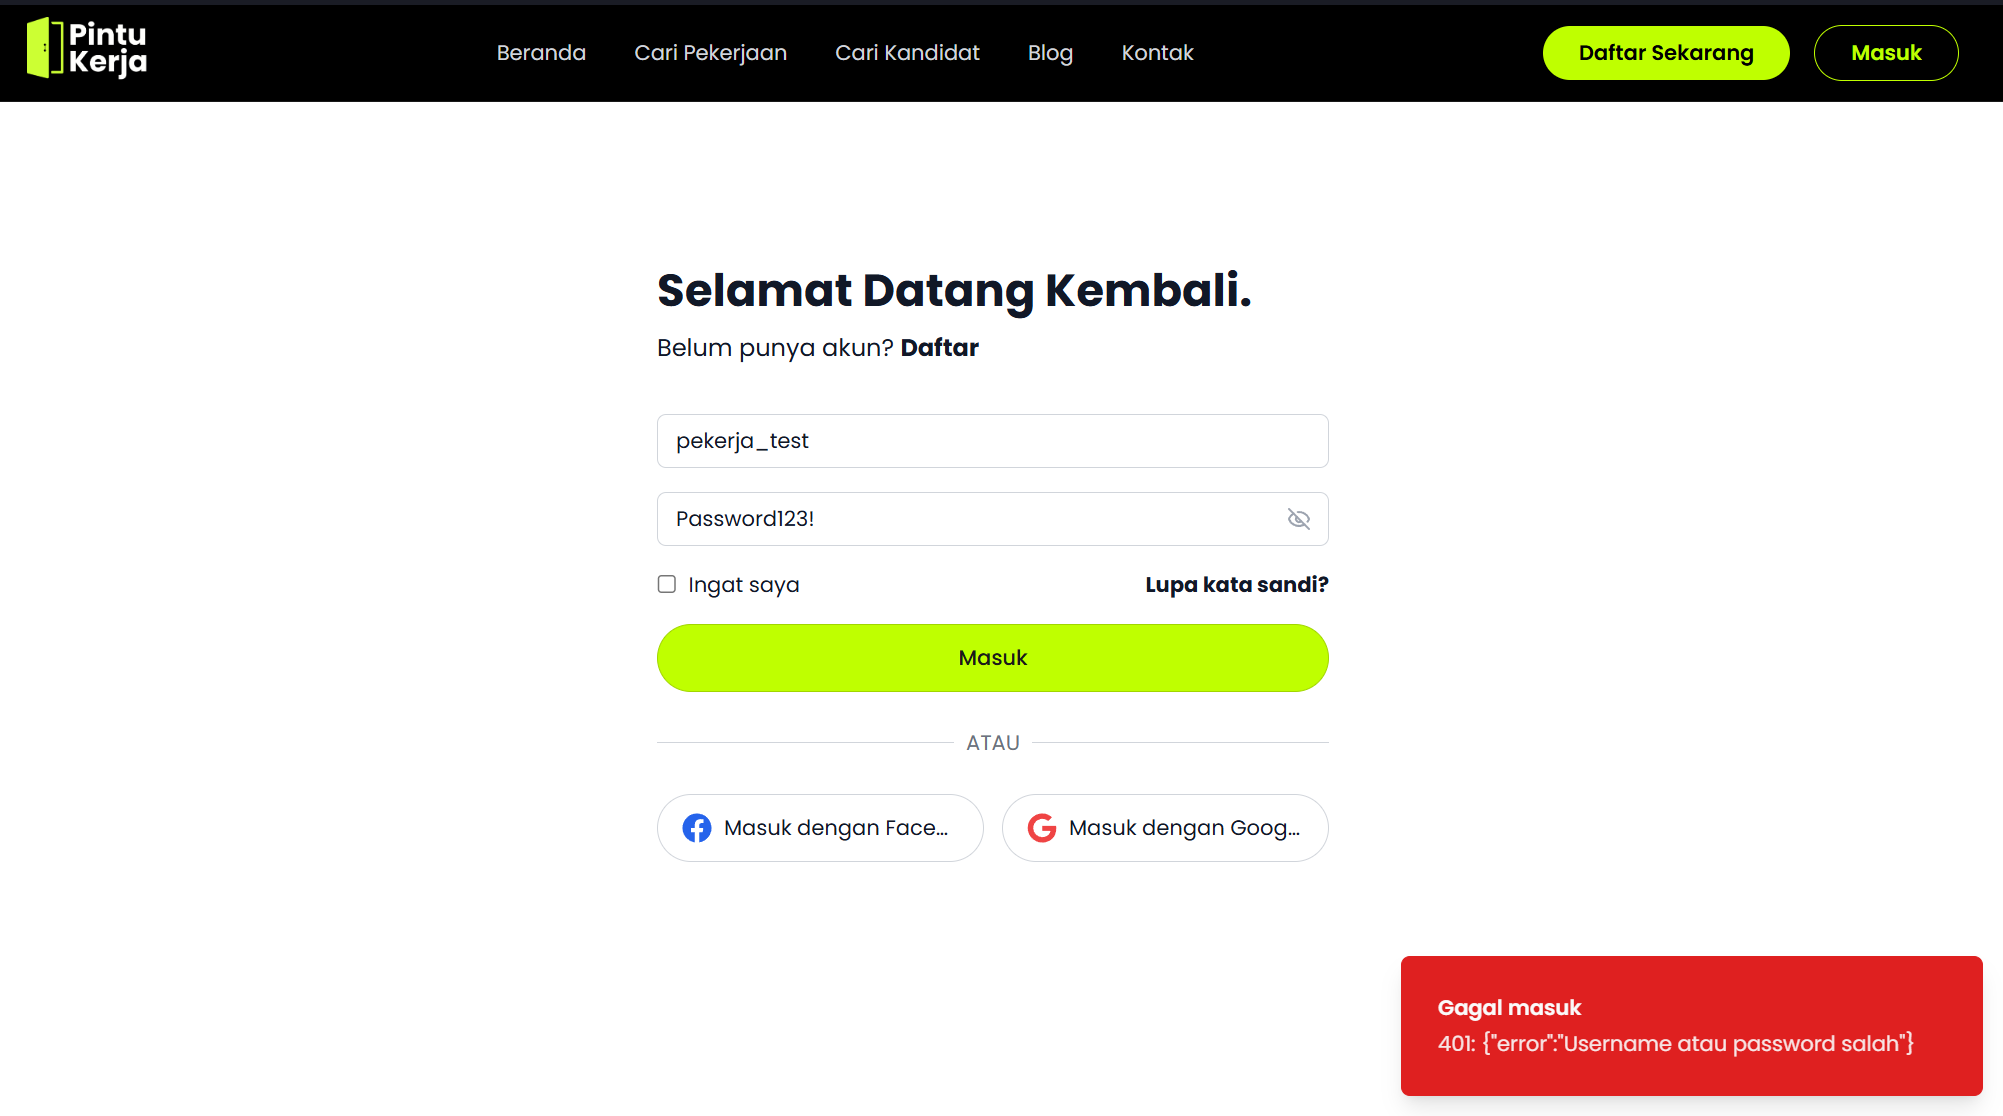 Pintu
Kerja
Beranda
Cari Pekerjaan
Cari Kandidat
Blog
Kontak
Daftar Sekarang
Masuk
Selamat Datang Kembali.
Belum punya akun? Daftar
pekerja_test
Password123!
Ingat saya
Lupa kata sandi?
Masuk
ATAU
Masuk dengan Face...
Masuk dengan Goog...
Gagal masuk
401: {"error":"Username atau password salah"}